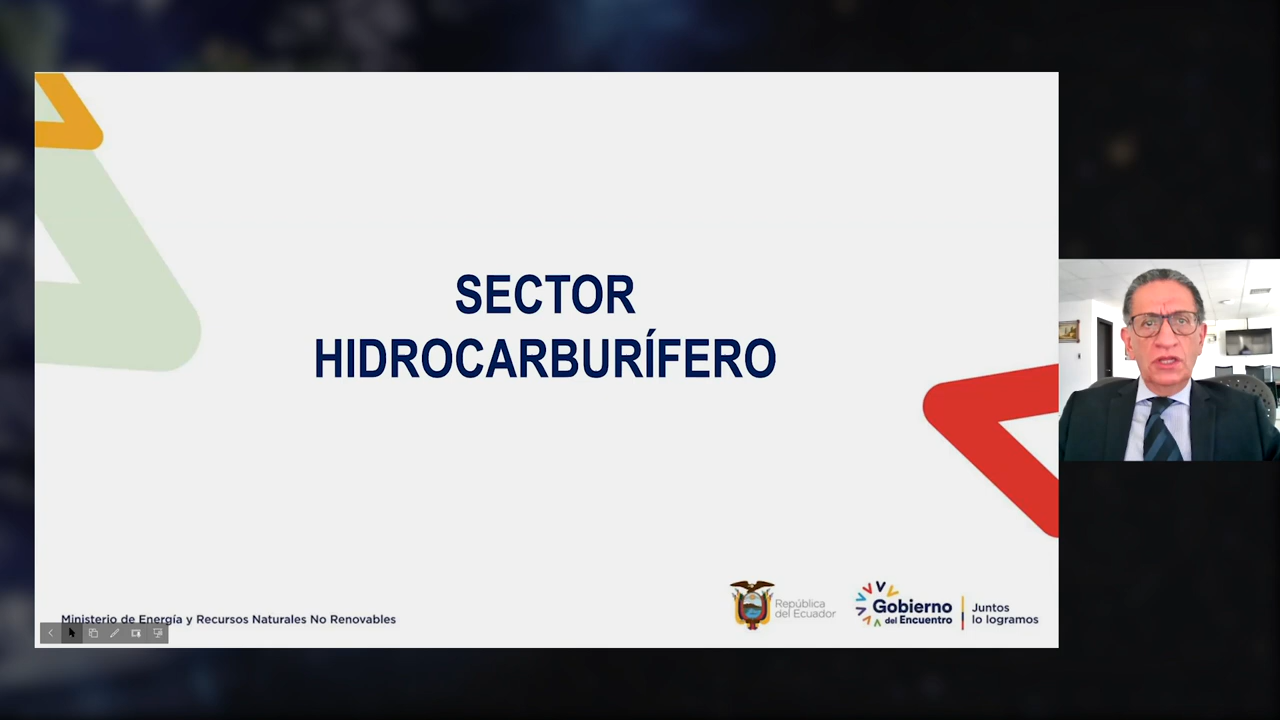 SECTOR
HIDROCARBURÍFERO
Ministerio de Energía y Recursos Naturales No Renovables
República
del Ecuador
Gobierno
del Encuentro
Juntos
lo logramos